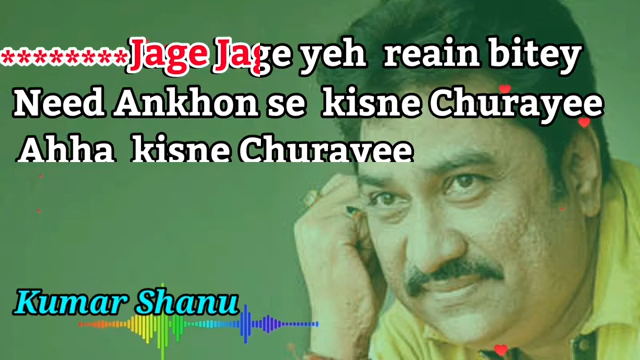 ********Jage Jage yeh reain bitey
Need Ankhon se kisne Churayee
Ahha kisne Churayee
Kumar Shanu